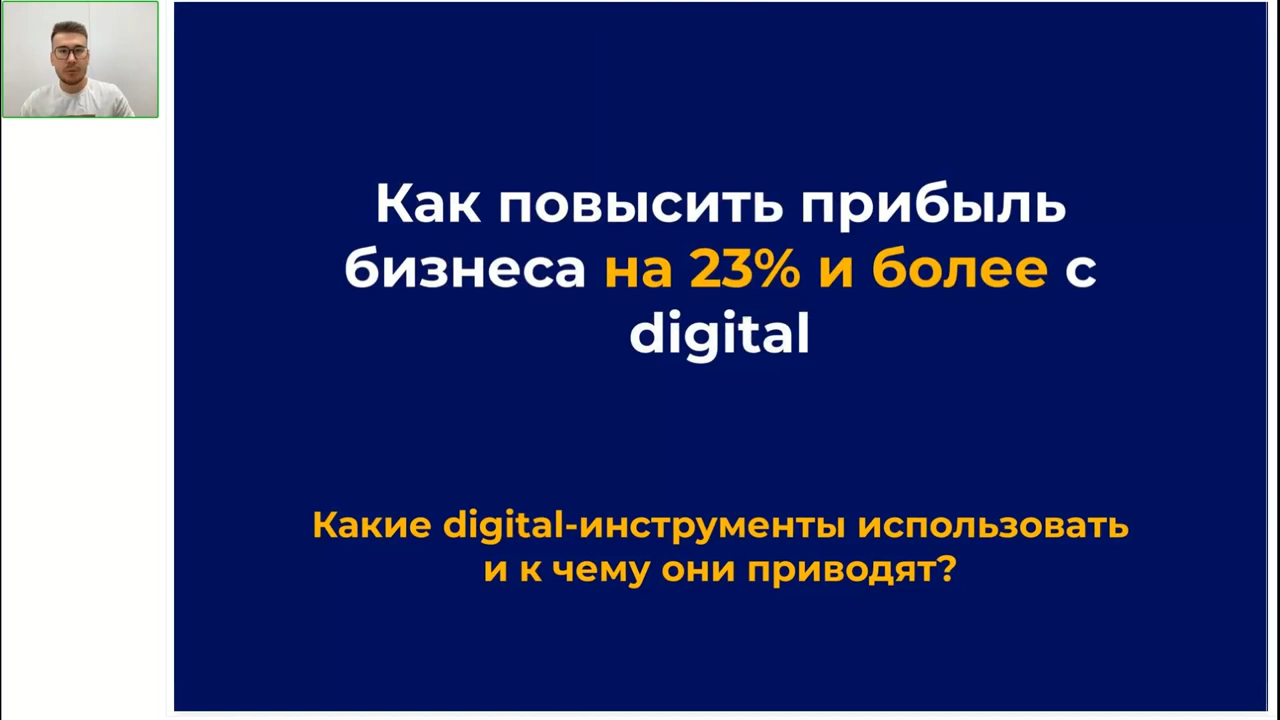 Как повысить прибыль
бизнеса на 23% и более с
digital
Какие digital-инструменты использовать
и к чему они приводят?